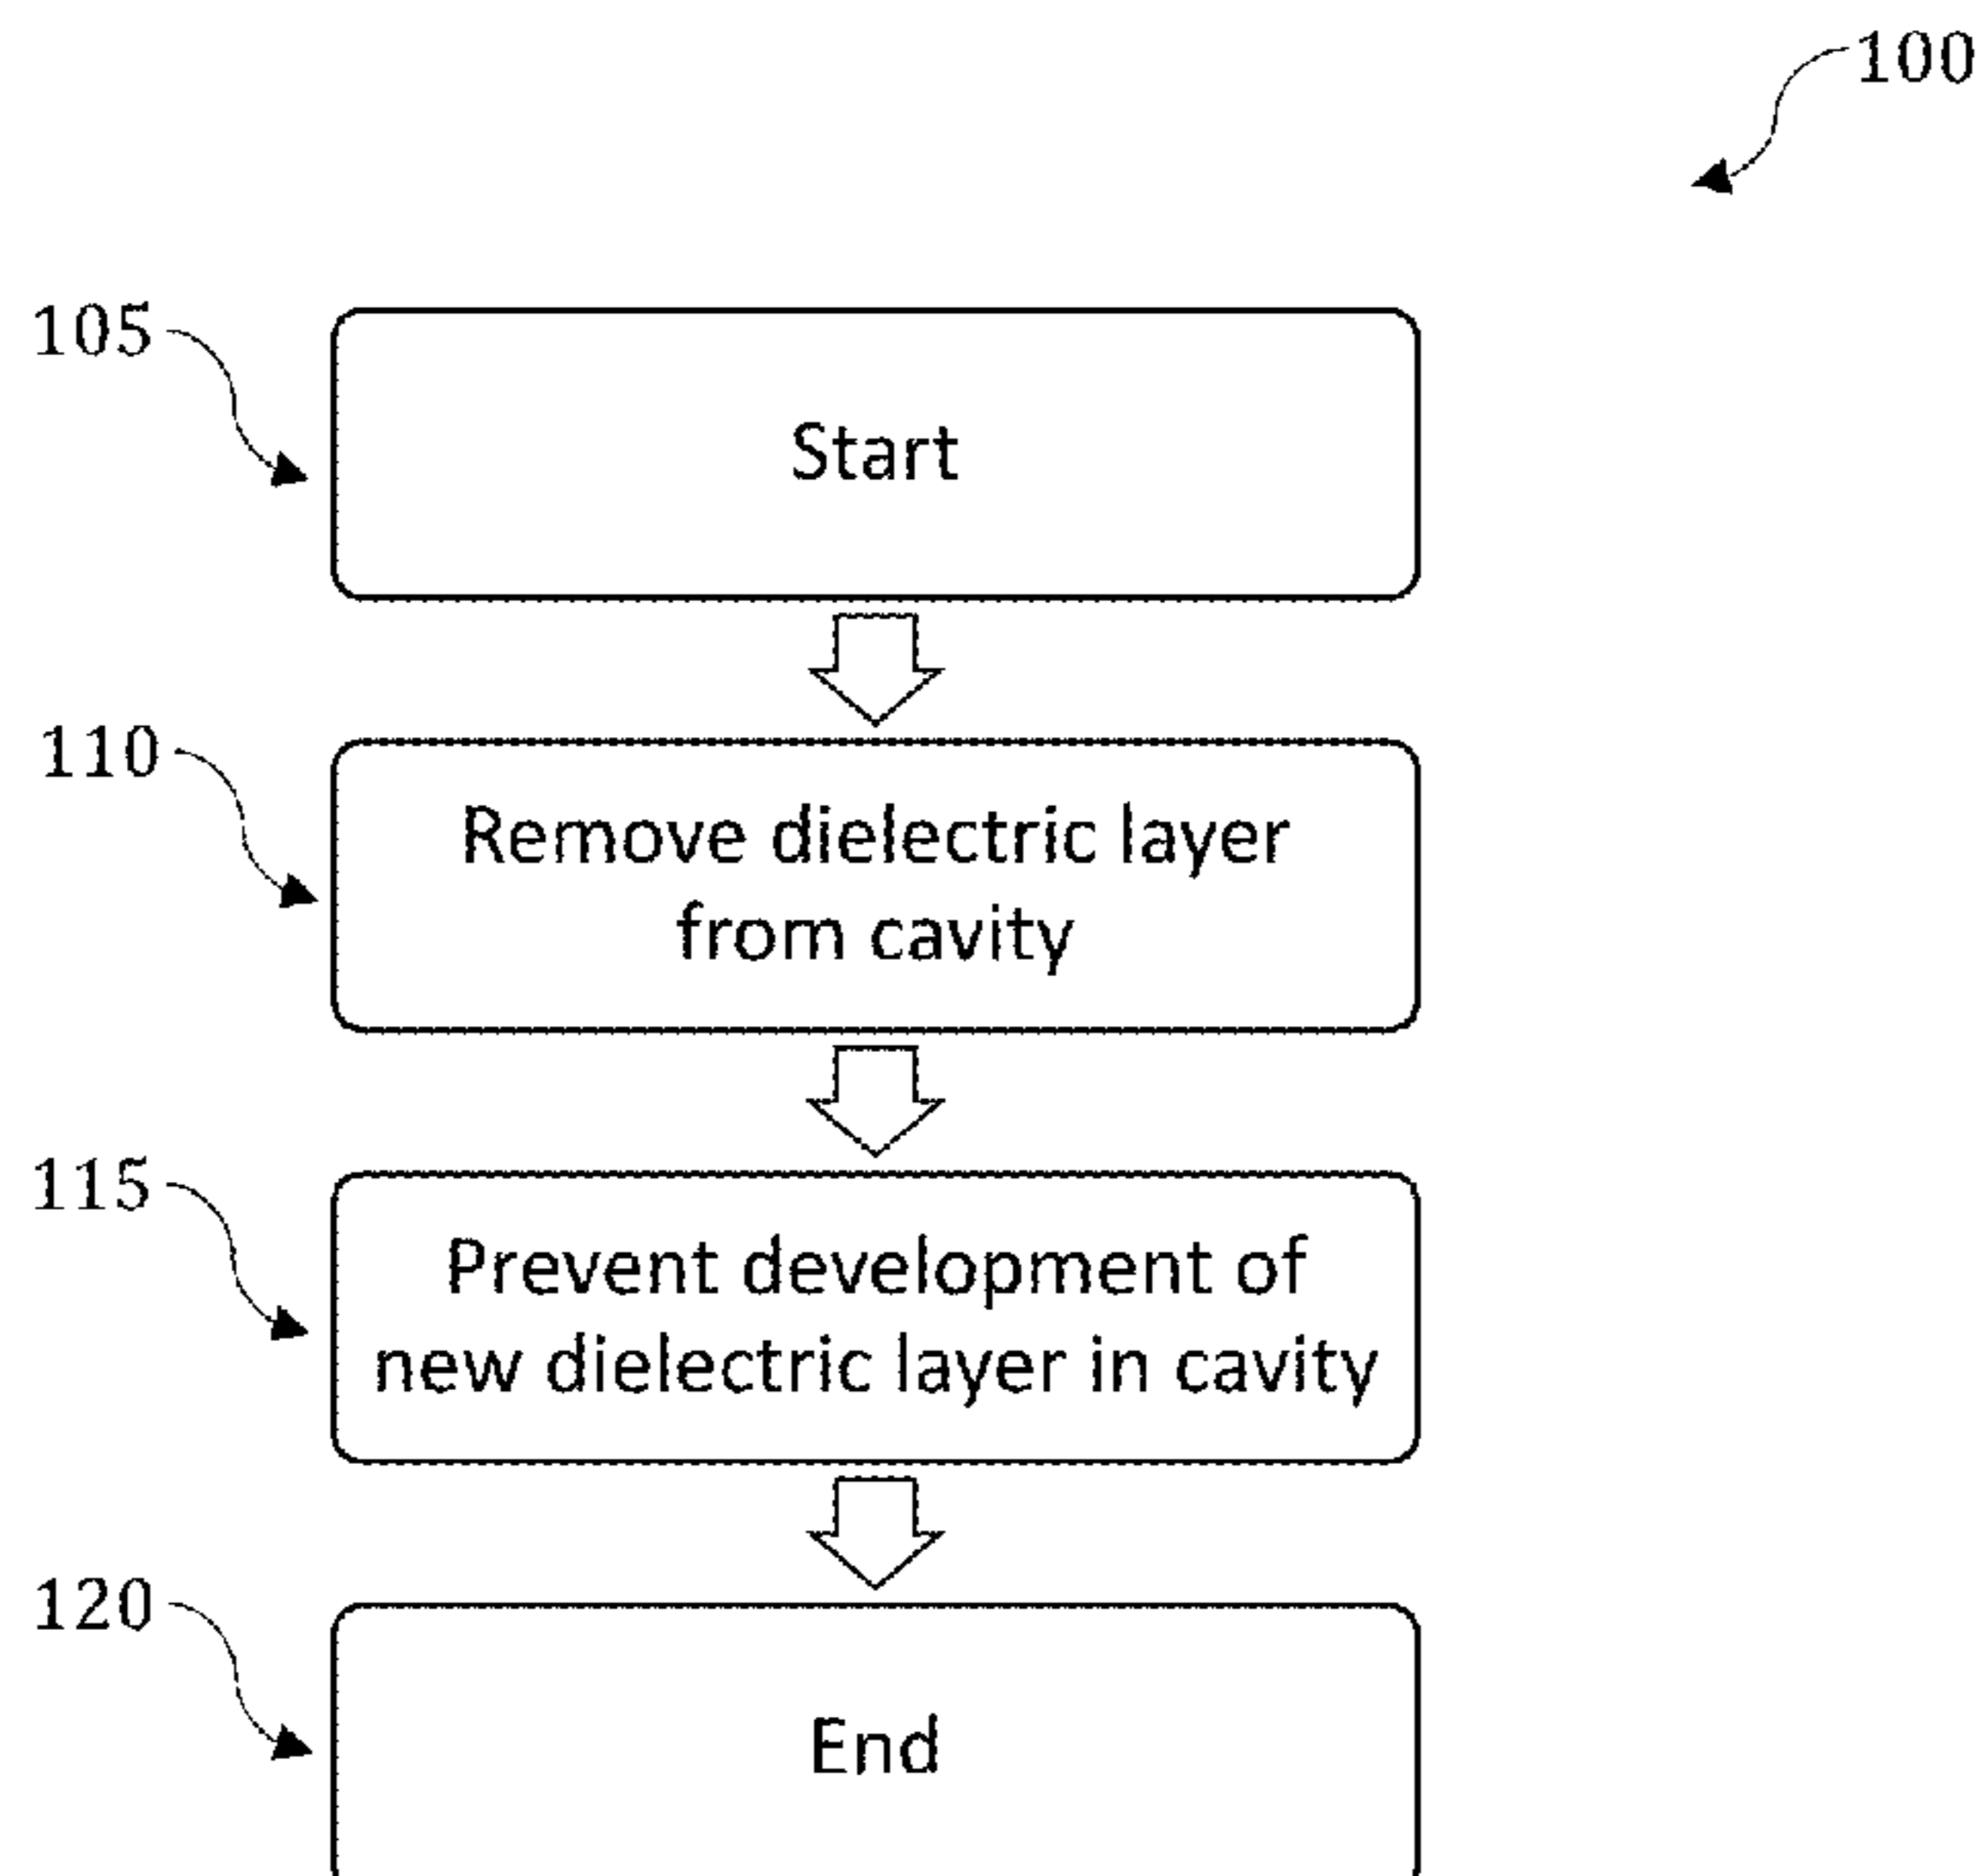 100
105
Start
110
Remove dielectric layer
from cavity
115
Prevent development of
new dielectric layer in cavity
120
End